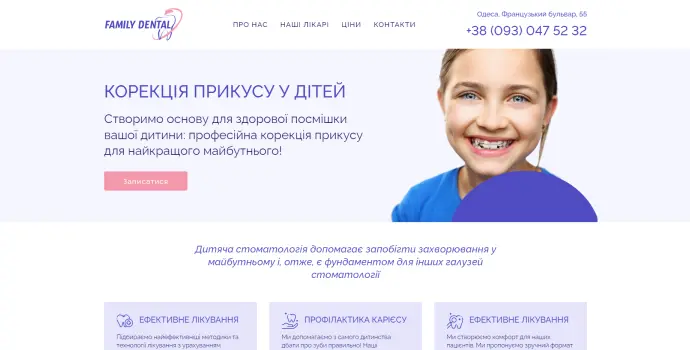 FAMILY DENTAL
ПРО НАС НАШІ ЛІКАРІ ЦІНИ КОНТАКТИ
Одеса, Французький бульвар, 55
+38 (093) 047 52 32
КОРЕКЦІЯ ПРИКУСУ У ДІТЕЙ
Створимо основу для здорової посмішки
вашої дитини: професійна корекція прикусу
для найкращого майбутнього!
Записатися
Дитяча стоматологія допомагає запобігти захворювання у
майбутньому і, отже, є фундаментом для інших галузей
стоматології
ЕФЕКТИВНЕ ЛІКУВАННЯ
Підтираємо найефективніші методики та
технології лікування з урахуванням
ПРОФІЛАКТИКА КАРІЄСУ
Ми допомагаємо з самого дитинства
дбати про зуби правильно! Наші
ЕФЕКТИВНЕ ЛІКУВАННЯ
Ми створюємо комфорт для наших
пацієнтів. Ми пропонуємо зручний формат